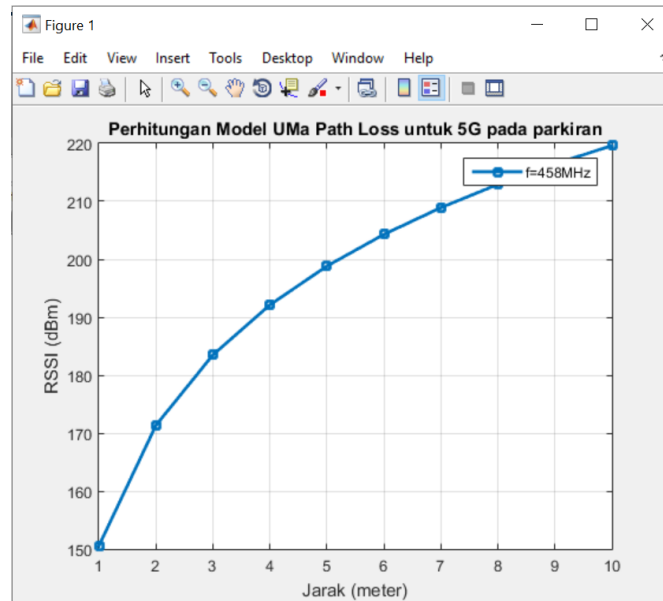 Figure 1
File Edit View Insert Tools Desktop Window Help
Perhitungan Model UMa Path Loss untuk 5G pada parkiran
f=458MHz
220
210
200
190
180
170
160
150
RSSI (dBm)
1 2 3 4 5 6 7 8 9 10
Jarak (meter)